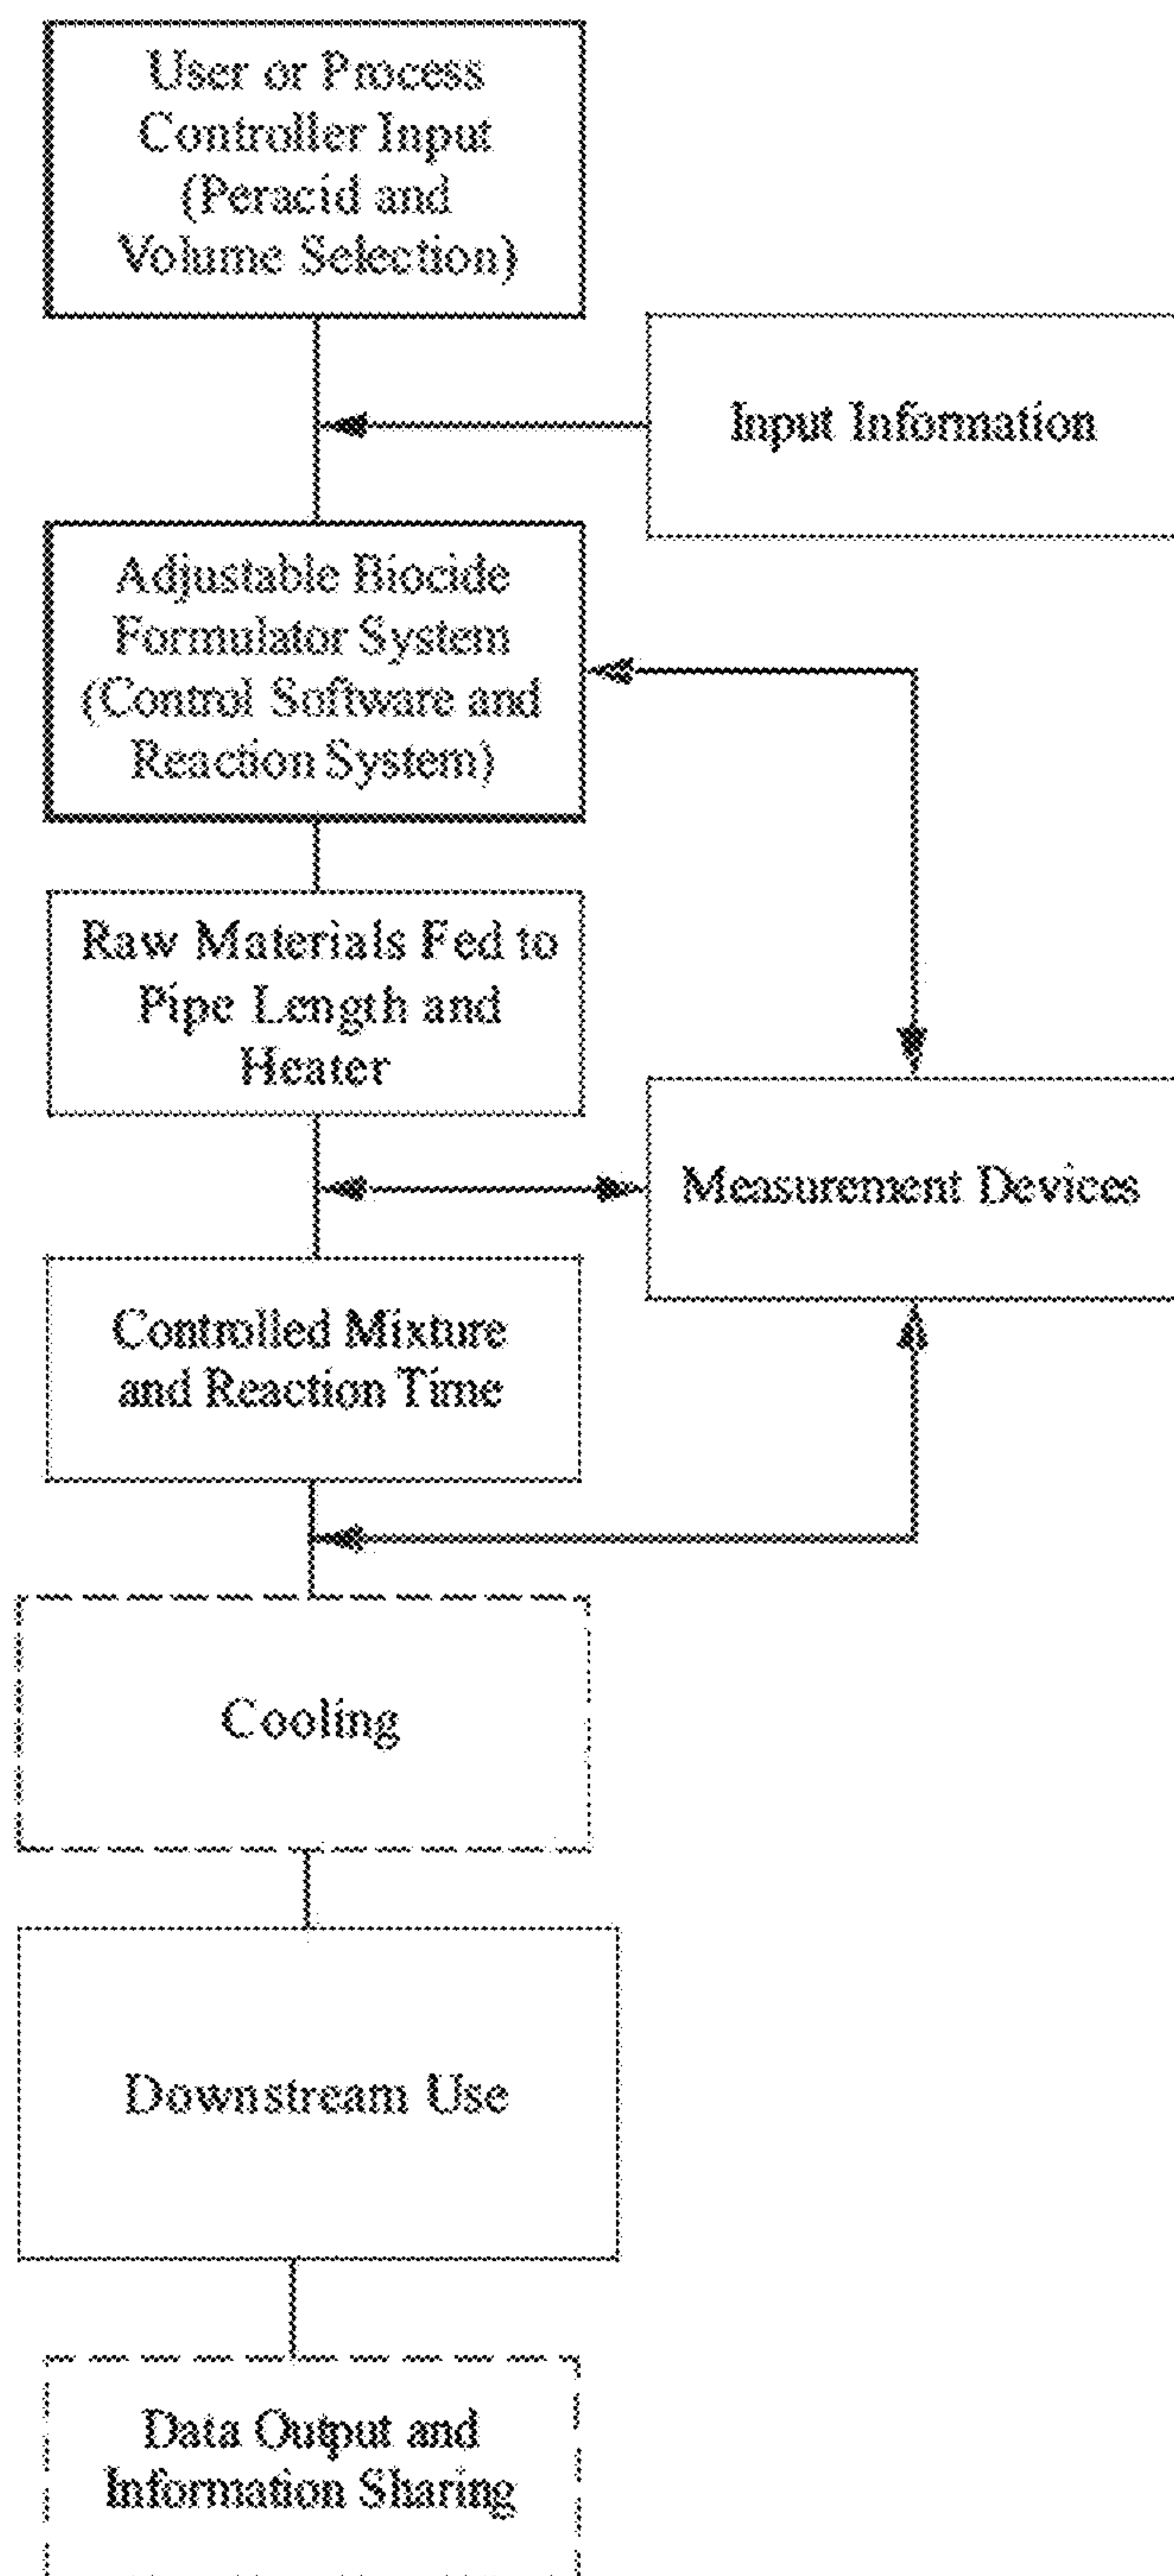 User or Process
Controller Input
(Peracid and
Volume Selection)
Input Information
Adjustable Biocide
Formulator System
(Control Software and
Reaction System)
Raw Materials Fed to
Pipe Length and
Heater
Measurement Devices
Controlled Mixture
and Reaction Time
Cooling
Downstream Use
Data Output and
Information Sharing